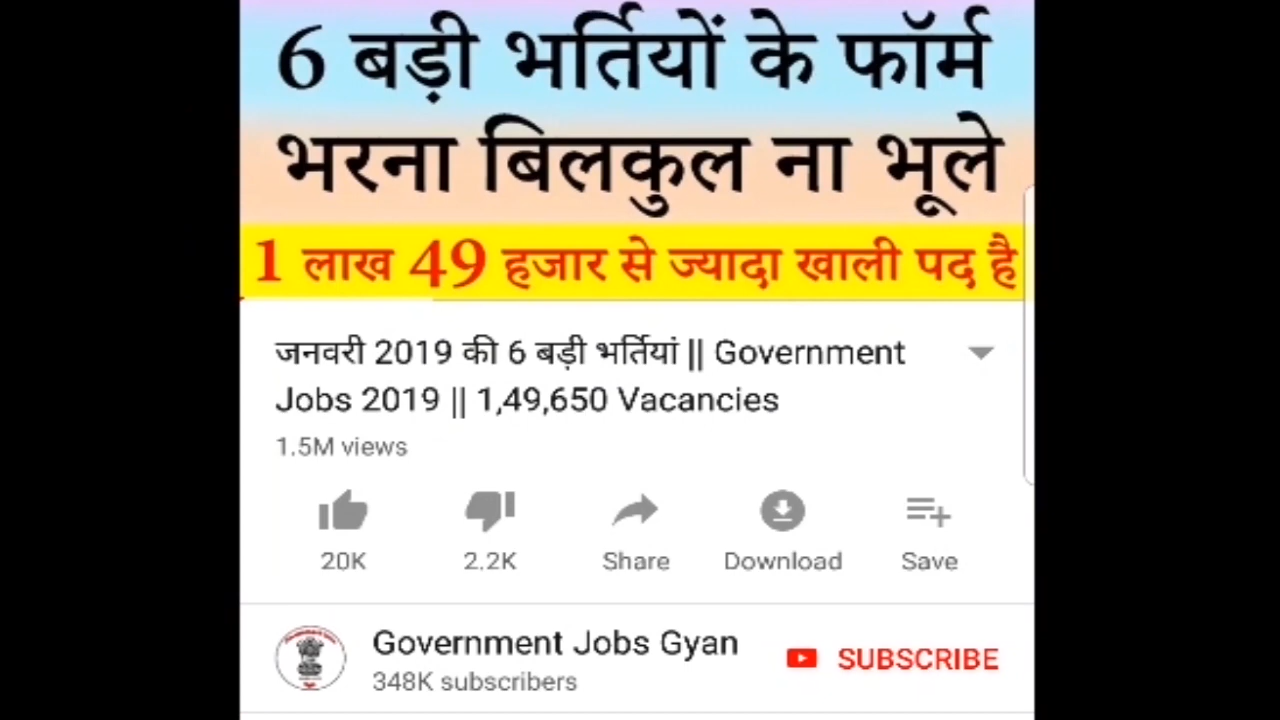 6 बड़ी भर्तियों के फॉर्म
भरना बिलकुल ना भूले
1 लाख 49 हजार से ज्यादा खाली पद है
जनवरी 2019 की 6 बड़ी भर्तियां || Government
Jobs 2019 || 1,49,650 Vacancies
1.5M views
20K 2.2K Share Download Save
Government Jobs Gyan
348K subscribers
SUBSCRIBE